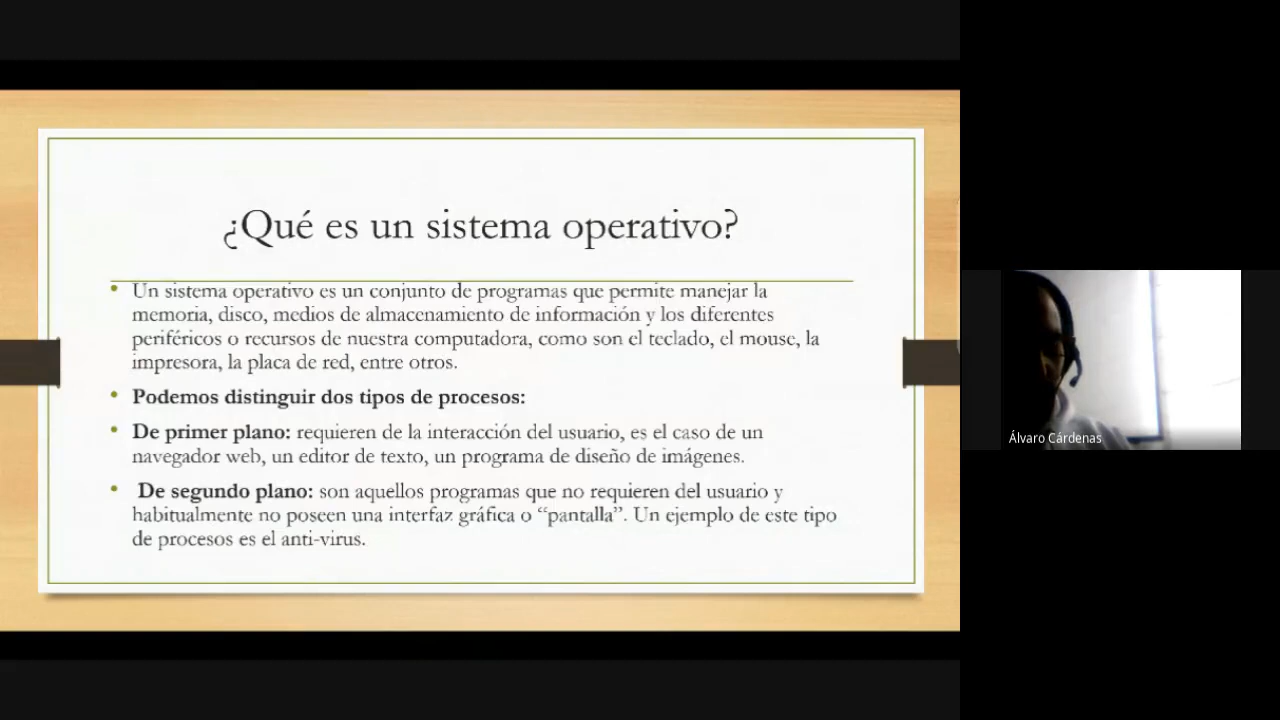 ¿Qué es un sistema operativo?
• Un sistema operativo es un conjunto de programas que permite manejar la
memoria, disco, medios de almacenamiento de información y los diferentes
periféricos o recursos de nuestra computadora, como son el teclado, el mouse, la
impresora, la placa de red, entre otros.
• Podemos distinguir dos tipos de procesos:
• De primer plano: requieren de la interacción del usuario, es el caso de un
navegador web, un editor de texto, un programa de diseño de imágenes.
• De segundo plano: son aquellos programas que no requieren del usuario y
habitualmente no poseen una interfaz gráfica o “pantalla”. Un ejemplo de este tipo
de procesos es el anti-virus.
Álvaro Cárdenas